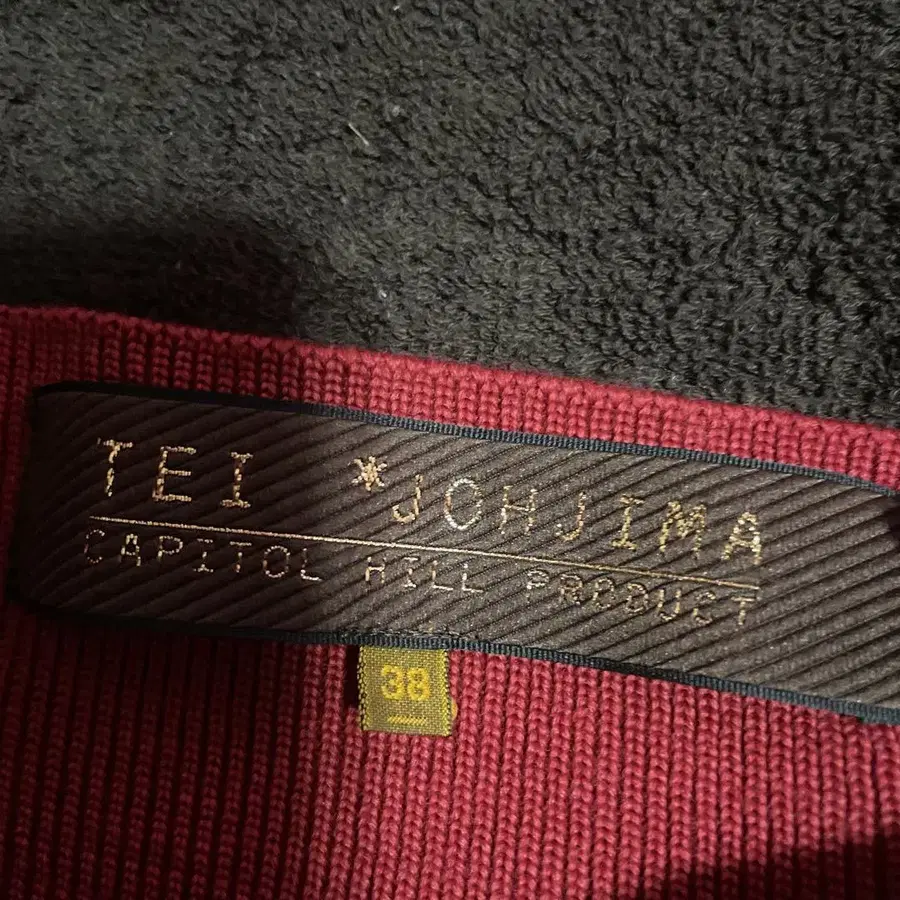 TEI *JOHJIMA
CAPITOL HILL PRODUCT
38